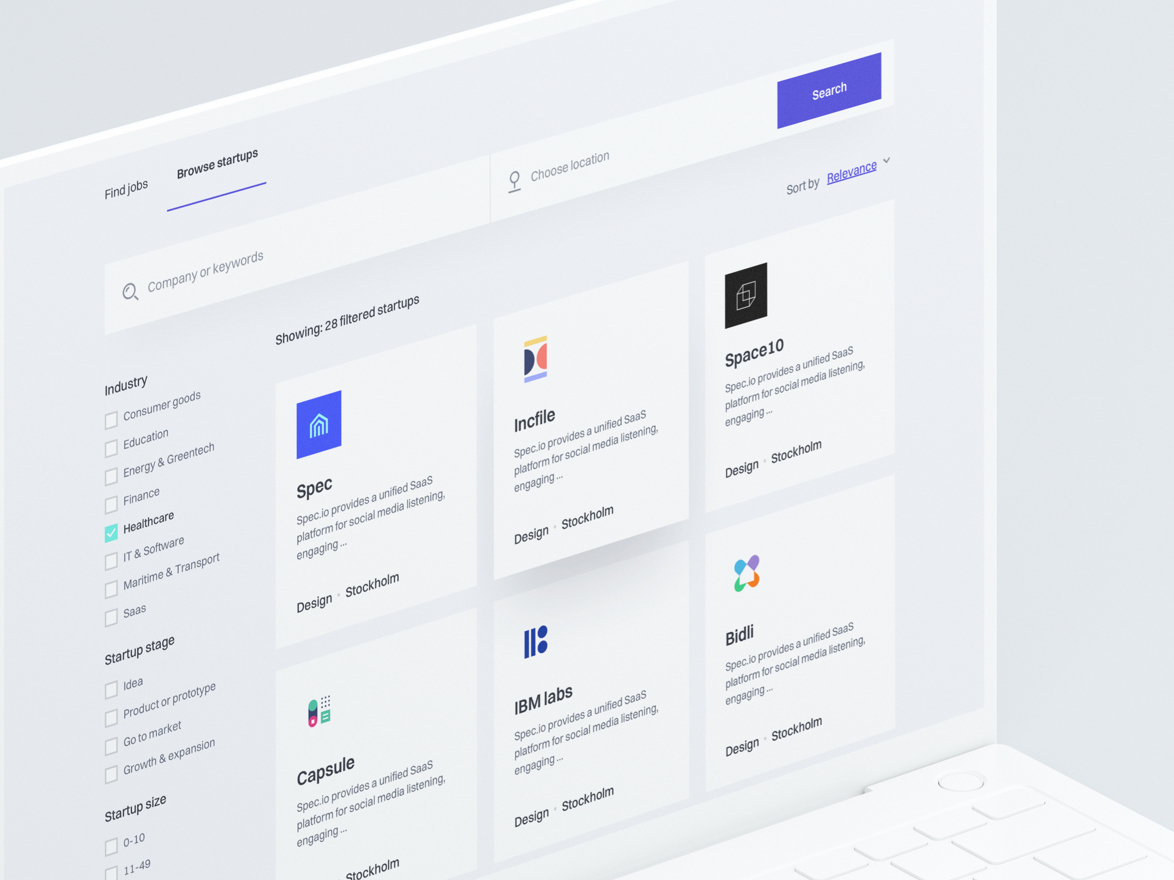 Find jobs
Browse startups
Company or keywords
Choose location
Search
Sort by Relevance
Showing: 28 filtered startups
Industry
Consumer goods
Education
Energy & Greentech
Finance
Healthcare
IT & Software
Maritime & Transport
Saas
Startup stage
Idea
Product or prototype
Go to market
Growth & expansion
Startup size
0-10
11-49
Spec
Spec.io provides a unified SaaS
platform for social media listening,
engaging ...
Design • Stockholm
Incfile
Spec.io provides a unified SaaS
platform for social media listening,
engaging ...
Design • Stockholm
Space10
Spec.io provides a unified SaaS
platform for social media listening,
engaging ...
Design • Stockholm
Capsule
Spec.io provides a unified SaaS
platform for social media listening,
engaging ...
Stockholm
IBM labs
Spec.io provides a unified SaaS
platform for social media listening,
engaging ...
Design • Stockholm
Bidli
Spec.io provides a unified SaaS
platform for social media listening,
engaging ...
Design • Stockholm